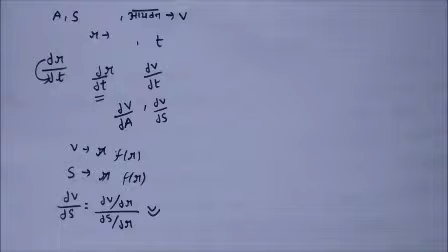 A, S , आयतन → V
r → , t
dr/dt dr/dt dv/dt
=
dv/dA , dv/dS
V → r f(r)
S → r f(r)
dv/dS = (dv/dr)/(ds/dr)